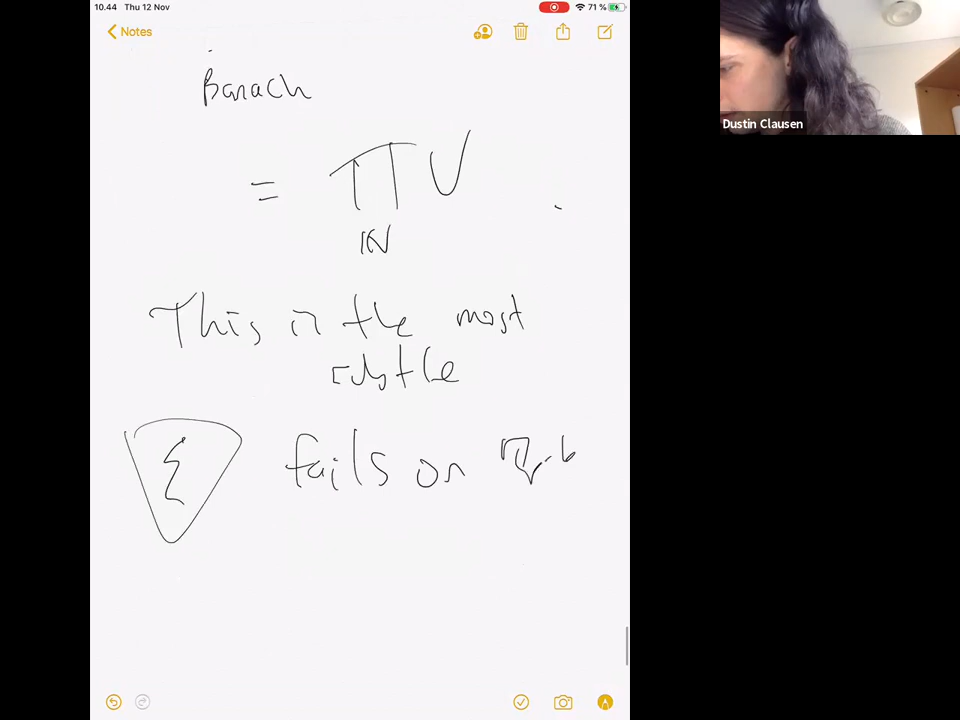 10.44 Thu 12 Nov
71 %
Notes
Dustin Clausen
Banach
= ∏ V
ℕ
This is the most
subtle
fails on